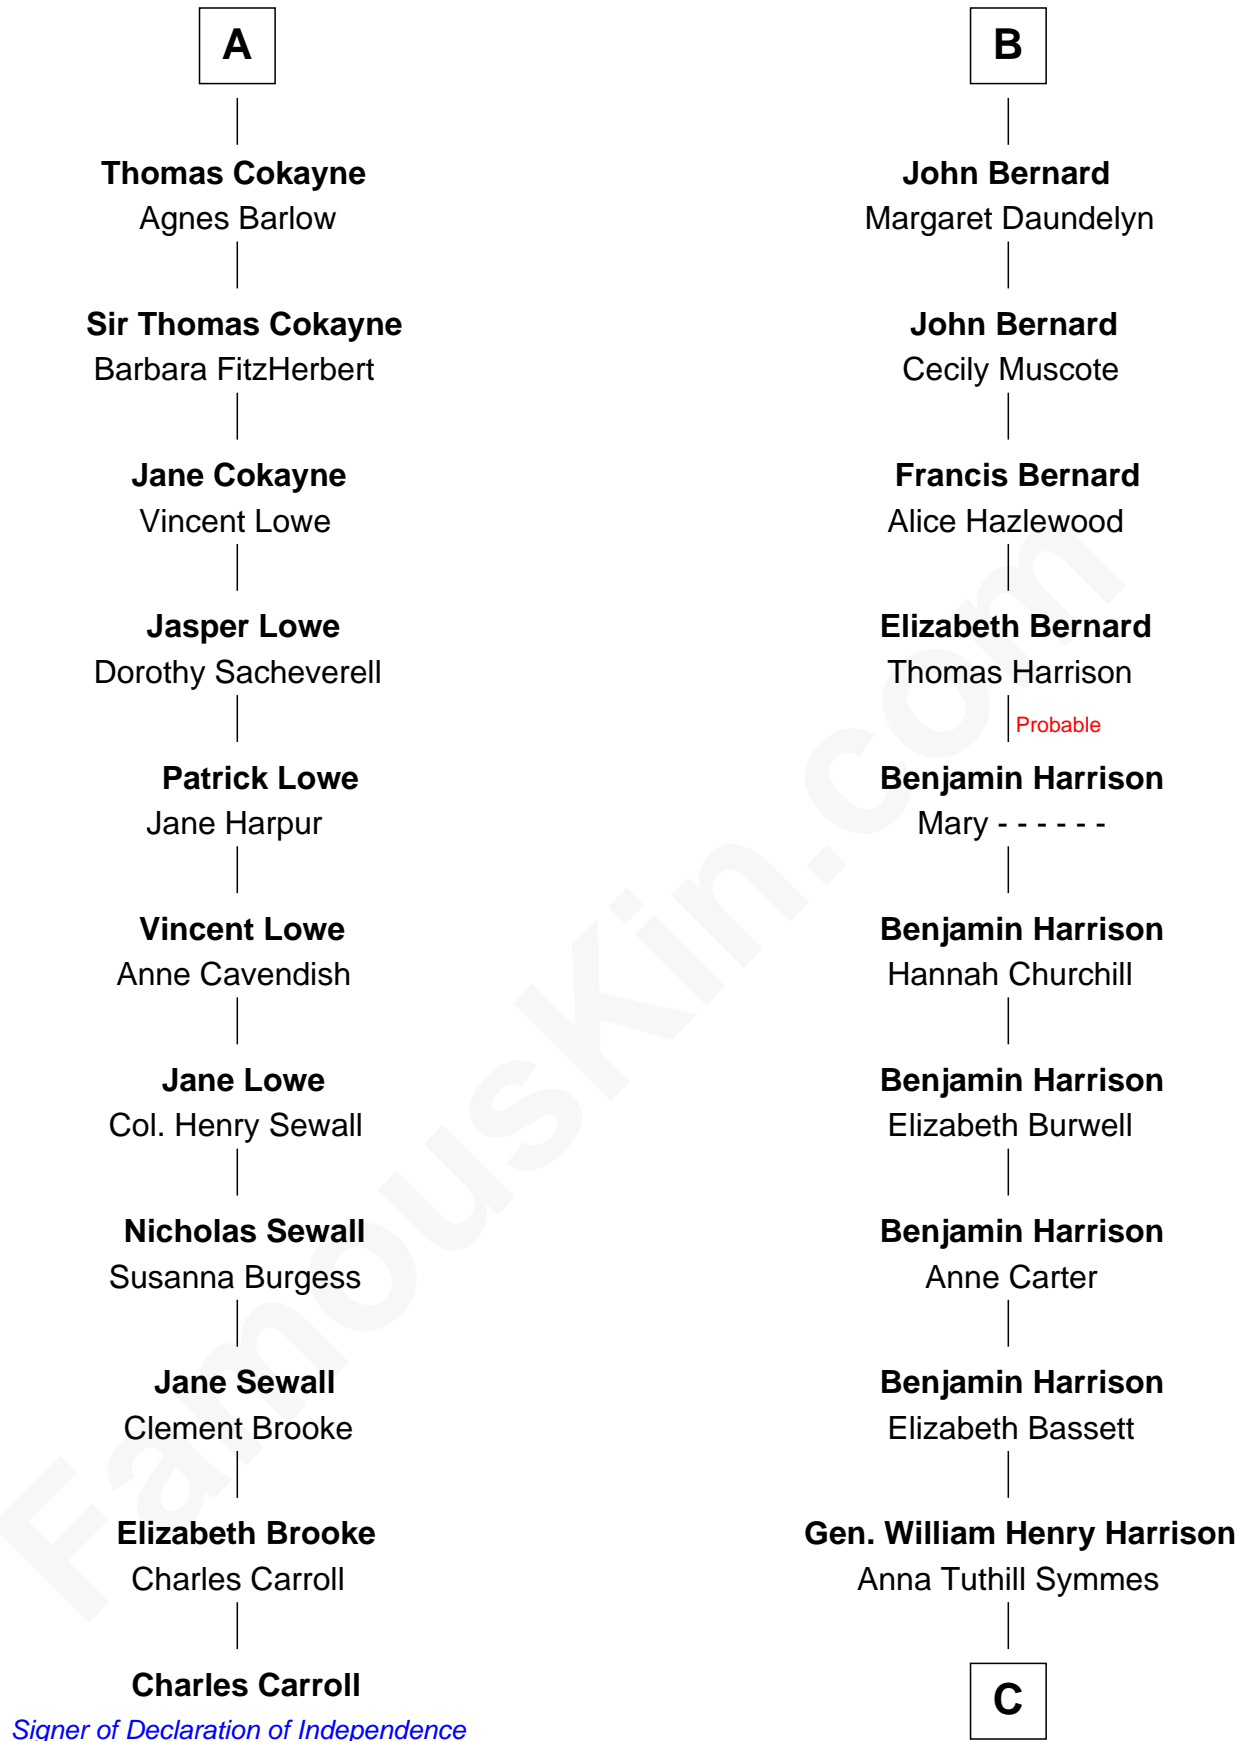 A
Thomas Cokayne
Agnes Barlow
Sir Thomas Cokayne
Barbara FitzHerbert
Jane Cokayne
Vincent Lowe
Jasper Lowe
Dorothy Sacheverell
Patrick Lowe
Jane Harpur
Vincent Lowe
Anne Cavendish
Jane Lowe
Col. Henry Sewall
Nicholas Sewall
Susanna Burgess
Jane Sewall
Clement Brooke
Elizabeth Brooke
Charles Carroll
Charles Carroll
Signer of Declaration of Independence
B
John Bernard
Margaret Daundelyn
John Bernard
Cecily Muscote
Francis Bernard
Alice Hazlewood
Elizabeth Bernard
Thomas Harrison
Probable
Benjamin Harrison
Mary - - - - - -
Benjamin Harrison
Hannah Churchill
Benjamin Harrison
Elizabeth Burwell
Benjamin Harrison
Anne Carter
Benjamin Harrison
Elizabeth Bassett
Gen. William Henry Harrison
Anna Tuthill Symmes
C
FamousKin.com